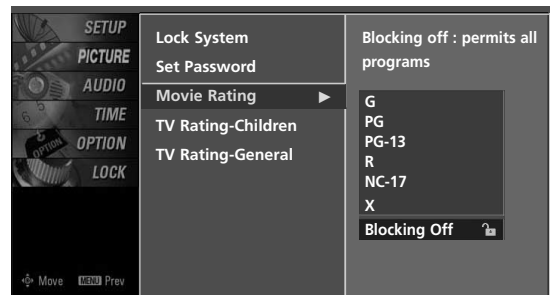 SETUP
PICTURE
AUDIO
TIME
OPTION
LOCK
Move MENU Prev
Lock System
Set Password
Movie Rating ▶
TV Rating-Children
TV Rating-General
Blocking off : permits all
programs
G
PG
PG-13
R
NC-17
X
Blocking Off